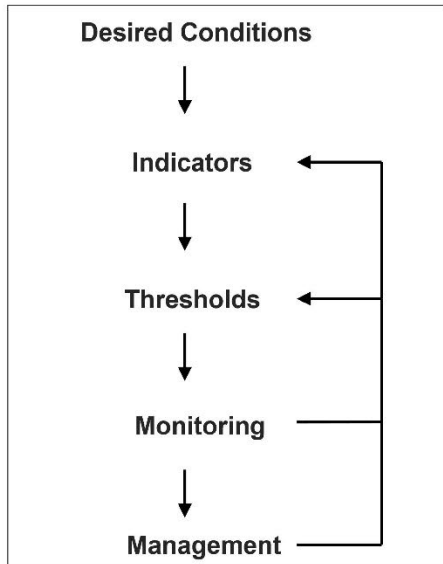 Desired Conditions
Indicators
Thresholds
Monitoring
Management